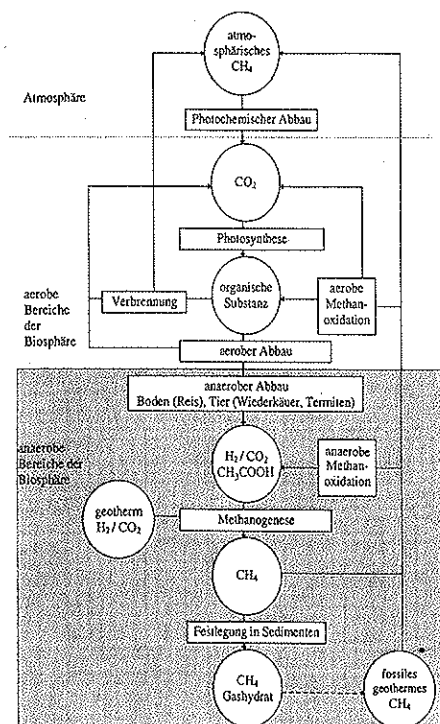 atmo-
sphärisches
CH₄
Atmosphäre
Photochemischer Abbau
CO₂
Photosynthese
aerobe
Bereiche
der
Biosphäre
Verbrennung
organische
Substanz
aerobe
Methan-
oxidation
aerober Abbau
anaerober Abbau
Boden (Reis), Tier (Wiederkäuer, Termiten)
anaerobe
Bereiche der
Biosphäre
H₂ / CO₂
CH₃COOH
anaerobe
Methan-
oxidation
geotherm
H₂ / CO₂
Methanogenese
CH₄
Festlegung in Sedimenten
CH₄
Gashydrat
fossiles
geothermes
CH₄